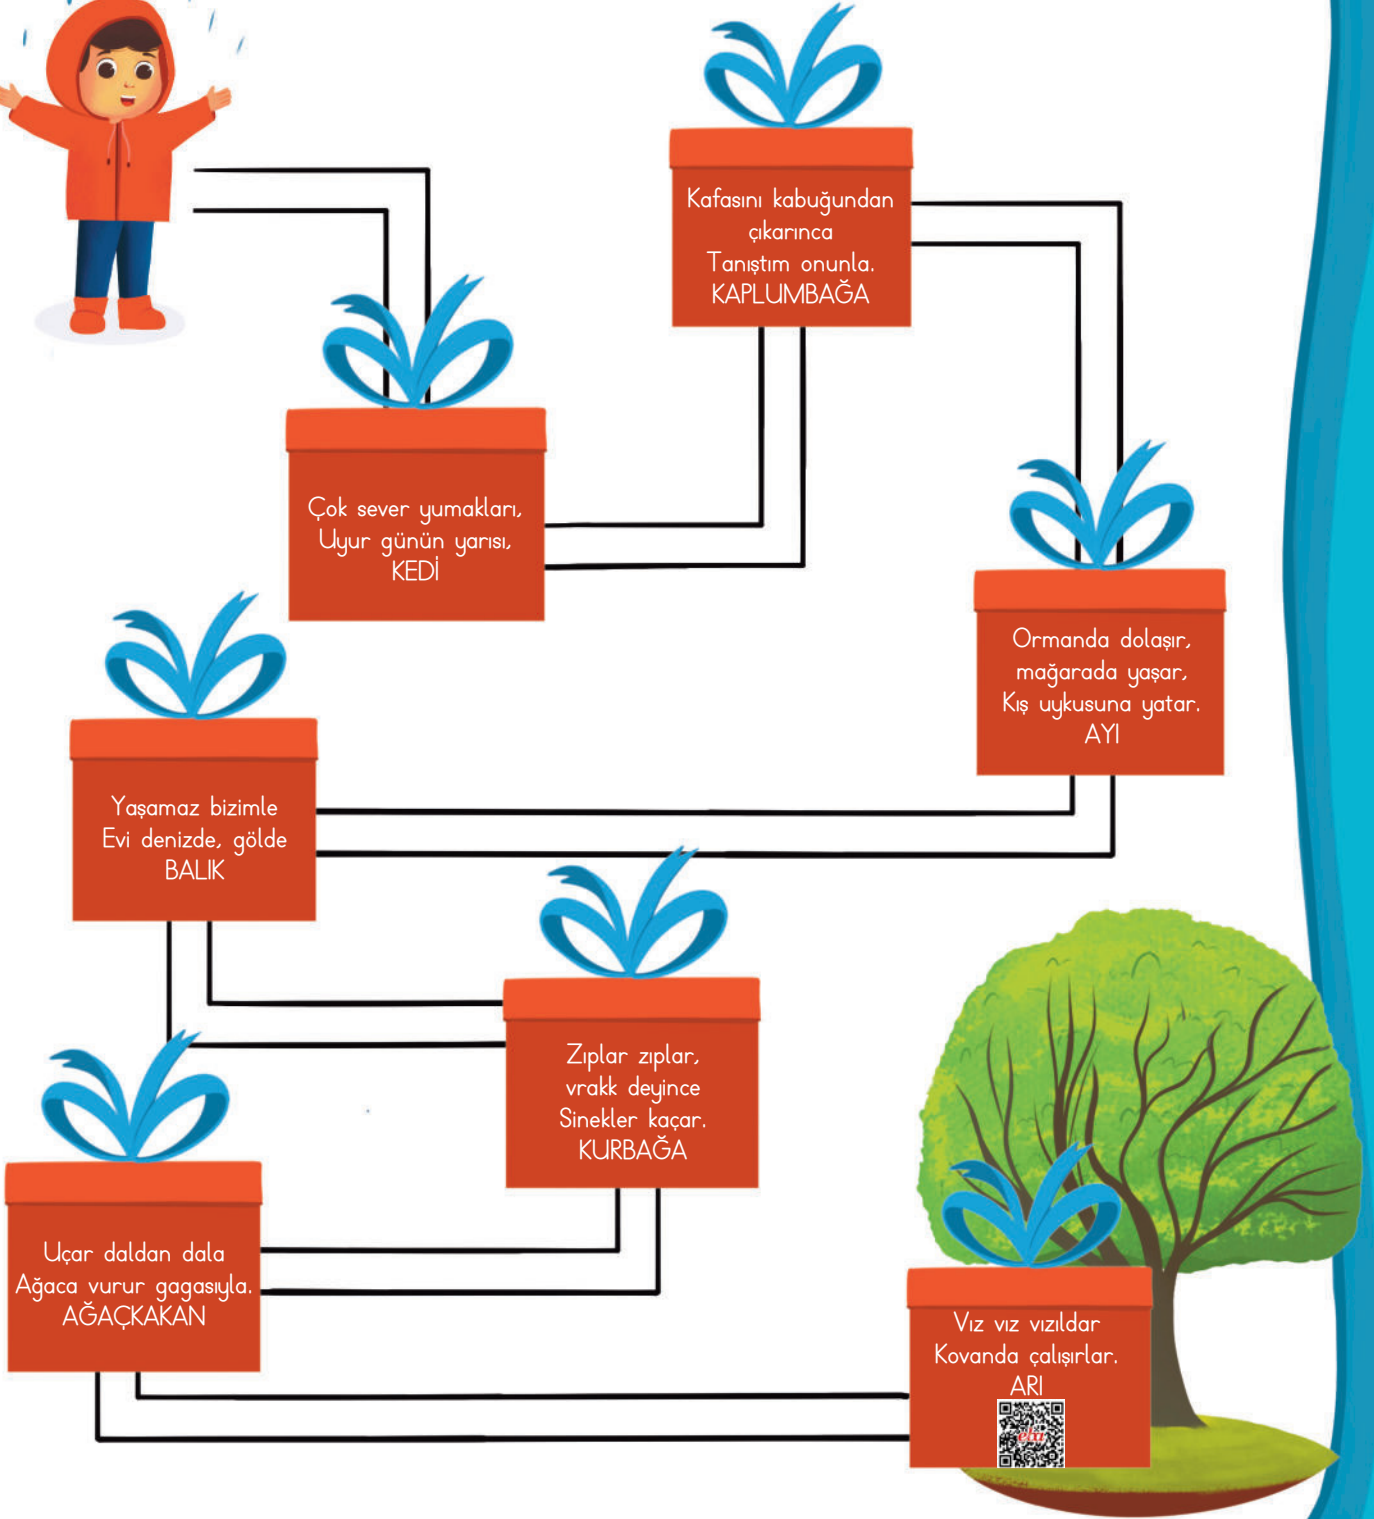 Kafasını kabuğundan
çıkarınca
Tanıştım onunla.
KAPLUMBAĞA
Çok sever yumakları,
Uyur günün yarısı,
KEDİ
Ormanda dolaşır,
mağarada yaşar,
Kış uykusuna yatar.
AYI
Yaşamaz bizimle
Evi denizde, gölde
BALIK
Zıplar zıplar,
vrakk deyince
Sinekler kaçar.
KURBAĞA
Uçar daldan dala
Ağaca vurur gagasıyla.
AĞAÇKAKAN
Vız vız vızıldar
Kovanda çalışırlar.
ARI
eba